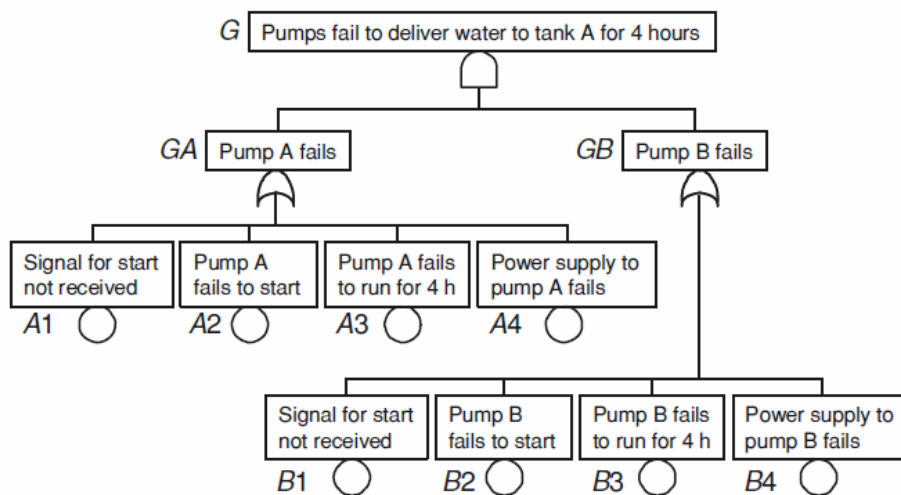 G Pumps fail to deliver water to tank A for 4 hours
GA Pump A fails
GB Pump B fails
Signal for start
not received
A1
Pump A
fails to start
A2
Pump A fails
to run for 4 h
A3
Power supply to
pump A fails
A4
Signal for start
not received
B1
Pump B
fails to start
B2
Pump B fails
to run for 4 h
B3
Power supply to
pump B fails
B4